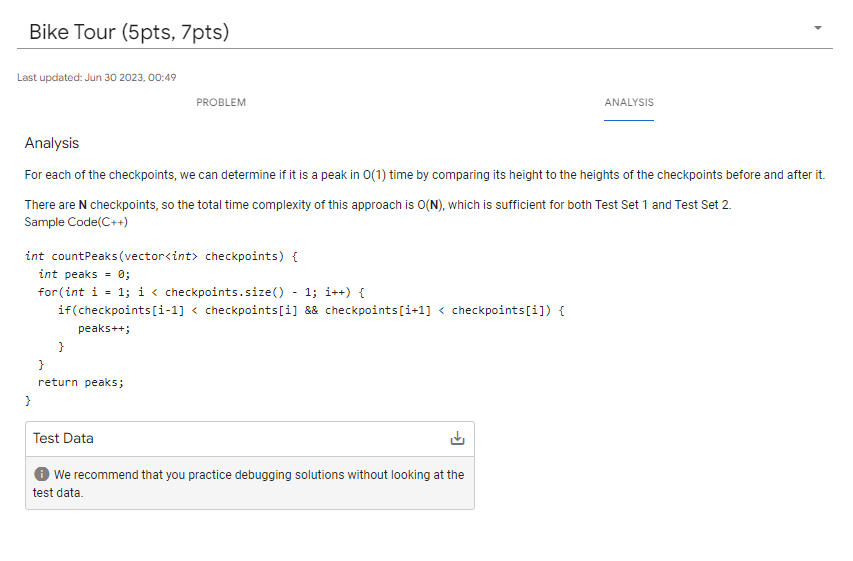 Bike Tour (5pts, 7pts)
Last updated: Jun 30 2023, 00:49
PROBLEM
ANALYSIS
Analysis
For each of the checkpoints, we can determine if it is a peak in O(1) time by comparing its height to the heights of the checkpoints before and after it.
There are N checkpoints, so the total time complexity of this approach is O(N), which is sufficient for both Test Set 1 and Test Set 2.
Sample Code(C++)
int countPeaks(vector<int> checkpoints) {
  int peaks = 0;
  for(int i = 1; i < checkpoints.size() - 1; i++) {
     if(checkpoints[i-1] < checkpoints[i] && checkpoints[i+1] < checkpoints[i]) {
        peaks++;
     }
  }
  return peaks;
}
Test Data
We recommend that you practice debugging solutions without looking at the
test data.